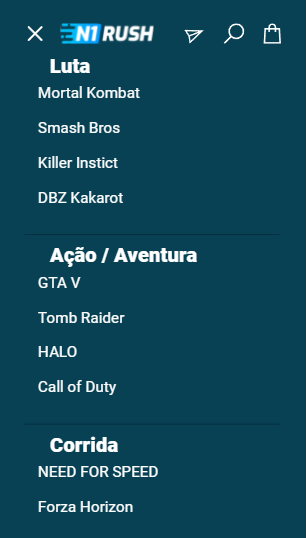 N1 RUSH
Luta
Mortal Kombat
Smash Bros
Killer Instict
DBZ Kakarot
Ação / Aventura
GTA V
Tomb Raider
HALO
Call of Duty
Corrida
NEED FOR SPEED
Forza Horizon